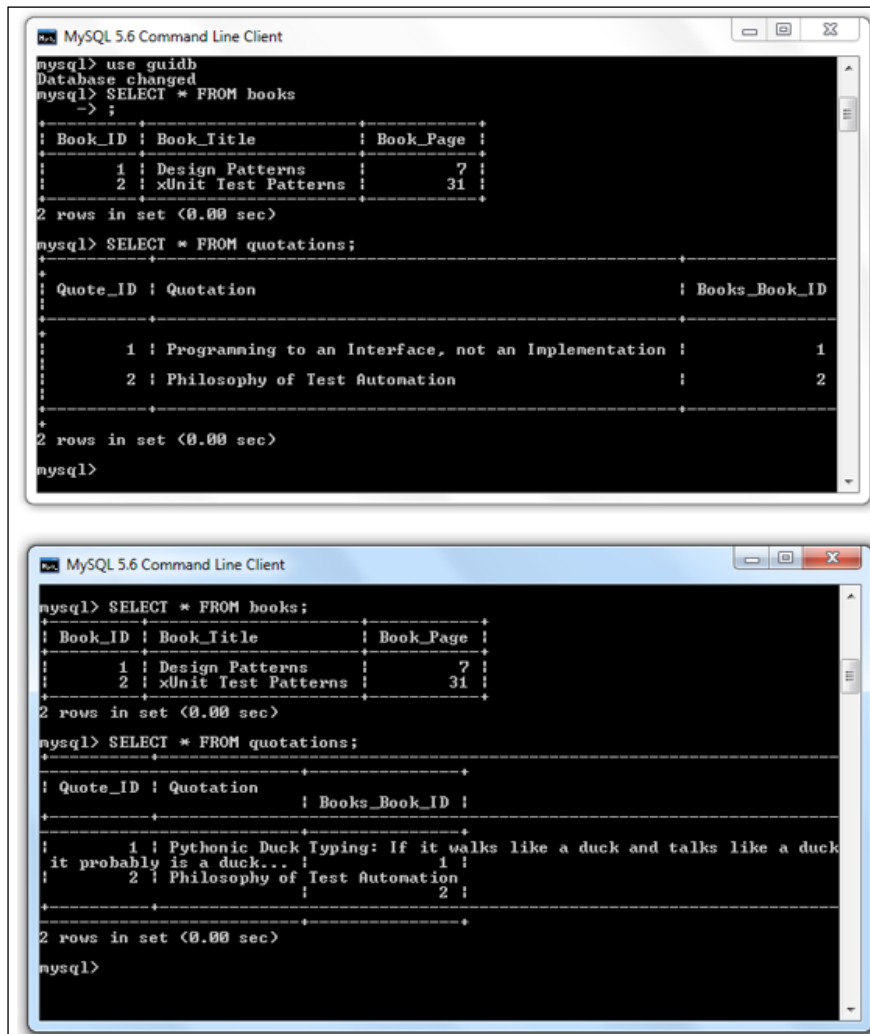 MySQL 5.6 Command Line Client
mysql> use guidb
Database changed
mysql> SELECT * FROM books
    -> ;
+---------+---------------------+-----------+
| Book_ID | Book_Title          | Book_Page |
+---------+---------------------+-----------+
|       1 | Design Patterns     |         7 |
|       2 | xUnit Test Patterns |        31 |
+---------+---------------------+-----------+
2 rows in set (0.00 sec)
mysql> SELECT * FROM quotations;
+----------+----------------------------------------------------+---------------
+
| Quote_ID | Quotation                                          | Books_Book_ID
|
+----------+----------------------------------------------------+---------------
+
|        1 | Programming to an Interface, not an Implementation |             1
|
|        2 | Philosophy of Test Automation                      |             2
|
+----------+----------------------------------------------------+---------------
+
2 rows in set (0.00 sec)
mysql>
MySQL 5.6 Command Line Client
mysql> SELECT * FROM books;
+---------+---------------------+-----------+
| Book_ID | Book_Title          | Book_Page |
+---------+---------------------+-----------+
|       1 | Design Patterns     |         7 |
|       2 | xUnit Test Patterns |        31 |
+---------+---------------------+-----------+
2 rows in set (0.00 sec)
mysql> SELECT * FROM quotations;
+----------+--------------------------------------------------------------------
-------------------------+---------------+
| Quote_ID | Quotation
                         | Books_Book_ID |
+----------+--------------------------------------------------------------------
-------------------------+---------------+
|        1 | Pythonic Duck Typing: If it walks like a duck and talks like a duck
 it probably is a duck... |             1 |
|        2 | Philosophy of Test Automation
                         |             2 |
+----------+--------------------------------------------------------------------
-------------------------+---------------+
2 rows in set (0.00 sec)
mysql>